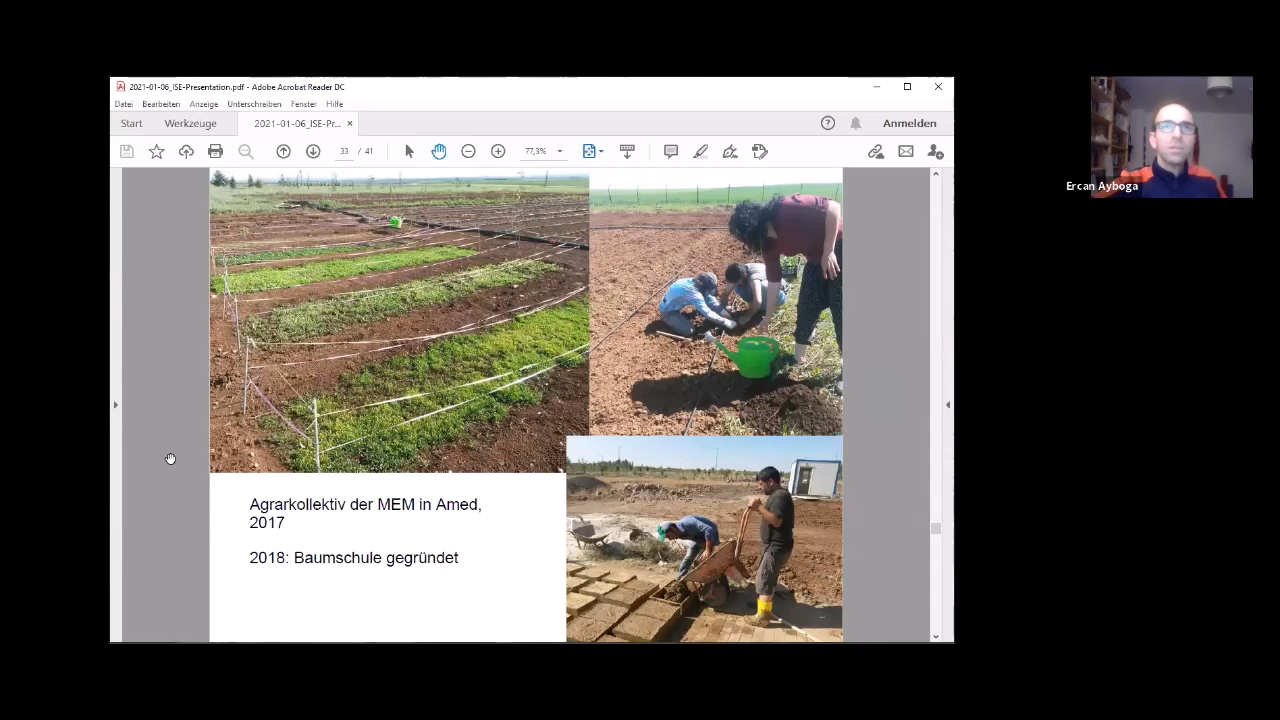 2021-01-06_ISE-Presentation.pdf - Adobe Acrobat Reader DC
Datei Bearbeiten Anzeige Unterschreiben Fenster Hilfe
Start Werkzeuge 2021-01-06_ISE-Pr... × Anmelden
33 / 41 77,3%
Ercan Ayboga
Agrarkollektiv der MEM in Amed,
2017
2018: Baumschule gegründet